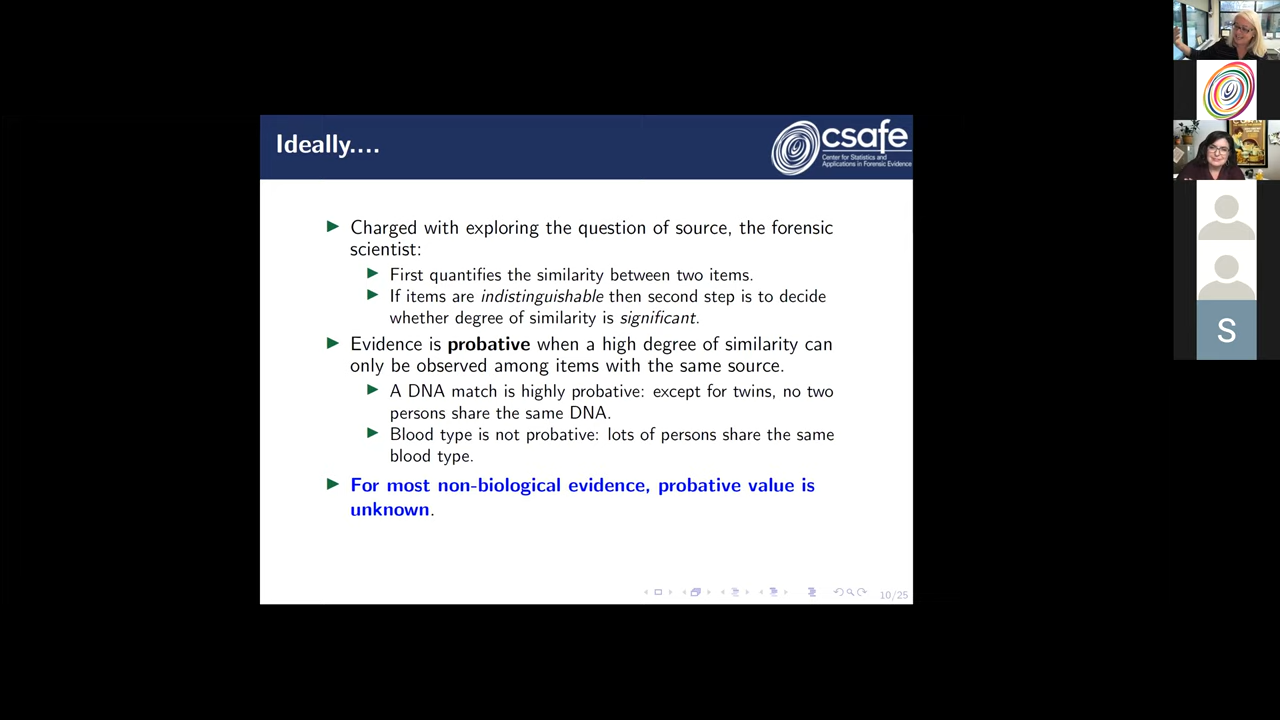 Ideally....
csafe
Center for Statistics and
Applications in Forensic Evidence
Charged with exploring the question of source, the forensic
scientist:
First quantifies the similarity between two items.
If items are indistinguishable then second step is to decide
whether degree of similarity is significant.
Evidence is probative when a high degree of similarity can
only be observed among items with the same source.
A DNA match is highly probative: except for twins, no two
persons share the same DNA.
Blood type is not probative: lots of persons share the same
blood type.
For most non-biological evidence, probative value is
unknown.
10/25
S